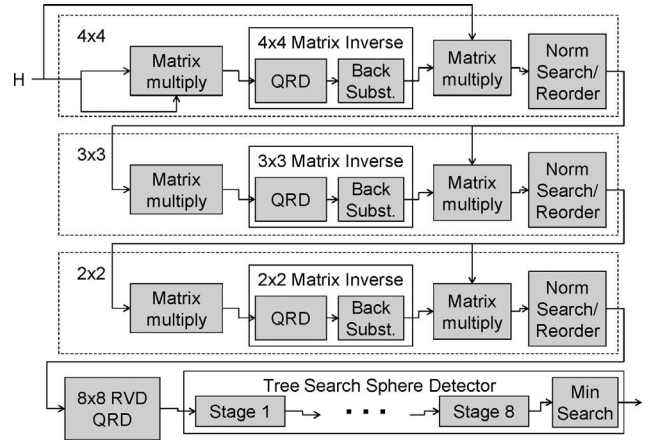 4x4
H
Matrix
multiply
4x4 Matrix Inverse
QRD
Back
Subst.
Matrix
multiply
Norm
Search/
Reorder
3x3
Matrix
multiply
3x3 Matrix Inverse
QRD
Back
Subst.
Matrix
multiply
Norm
Search/
Reorder
2x2
Matrix
multiply
2x2 Matrix Inverse
QRD
Back
Subst.
Matrix
multiply
Norm
Search/
Reorder
8x8 RVD
QRD
Tree Search Sphere Detector
Stage 1
. . .
Stage 8
Min
Search